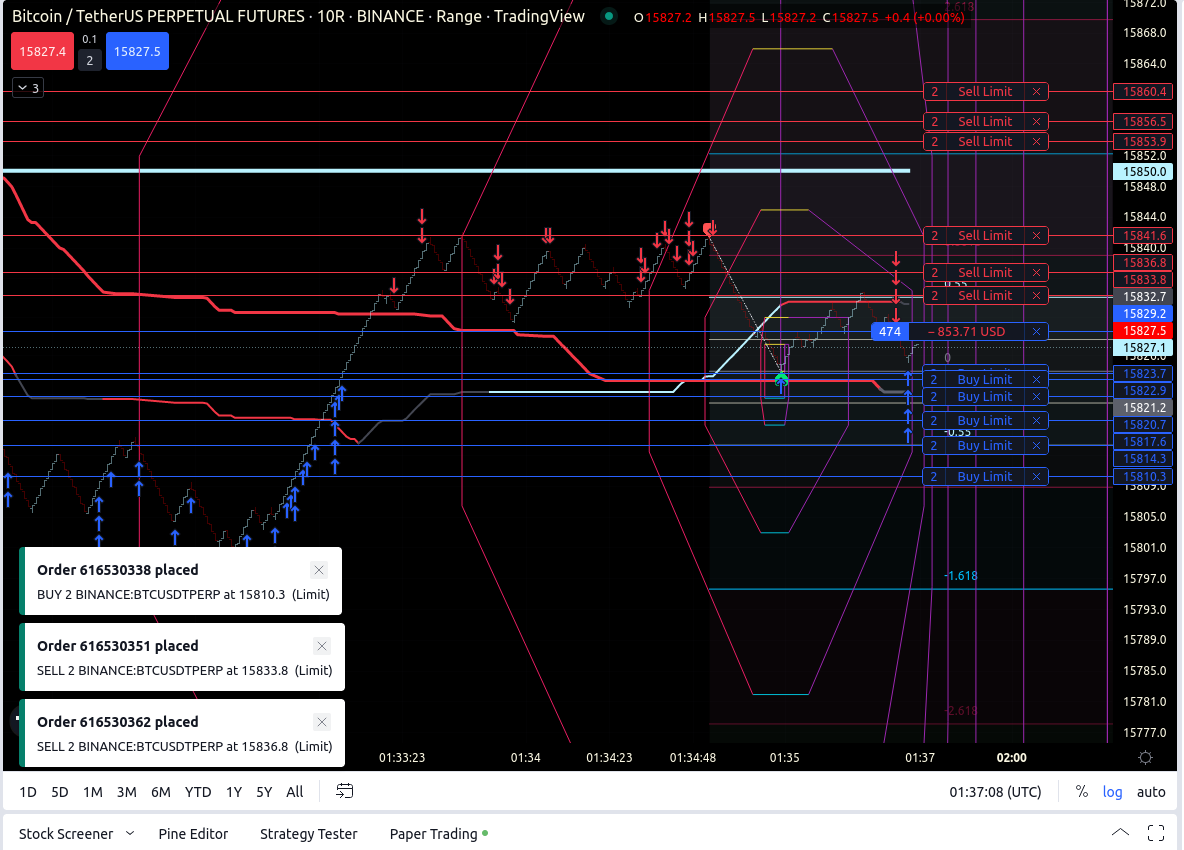 Bitcoin / TetherUS PERPETUAL FUTURES · 10R · BINANCE · Range · TradingView
O15827.2 H15827.5 L15827.2 C15827.5 +0.4 (+0.00%)
2.613
15827.4
0.1
2
15827.5
3
2 Sell Limit
2 Sell Limit
2 Sell Limit
2 Sell Limit
2 Sell Limit
0.55
2 Sell Limit
474 − 853.71 USD
0
2 Buy Limit
2 Buy Limit
2 Buy Limit
-0.55
2 Buy Limit
2 Buy Limit
-1.618
-2.618
15872.0
15868.0
15864.0
15860.4
15856.5
15853.9
15852.0
15850.0
15848.0
15844.0
15841.6
15840.0
15836.8
15833.8
15832.7
15829.2
15827.5
15827.1
15826.0
15823.7
15822.9
15821.2
15820.7
15817.6
15814.3
15810.3
15809.0
15805.0
15801.0
15797.0
15793.0
15789.0
15785.0
15781.0
15777.0
Order 616530338 placed
BUY 2 BINANCE:BTCUSDTPERP at 15810.3 (Limit)
Order 616530351 placed
SELL 2 BINANCE:BTCUSDTPERP at 15833.8 (Limit)
Order 616530362 placed
SELL 2 BINANCE:BTCUSDTPERP at 15836.8 (Limit)
01:33:23 01:34 01:34:23 01:34:48 01:35 01:37 02:00
1D 5D 1M 3M 6M YTD 1Y 5Y All
01:37:08 (UTC) % log auto
Stock Screener Pine Editor Strategy Tester Paper Trading